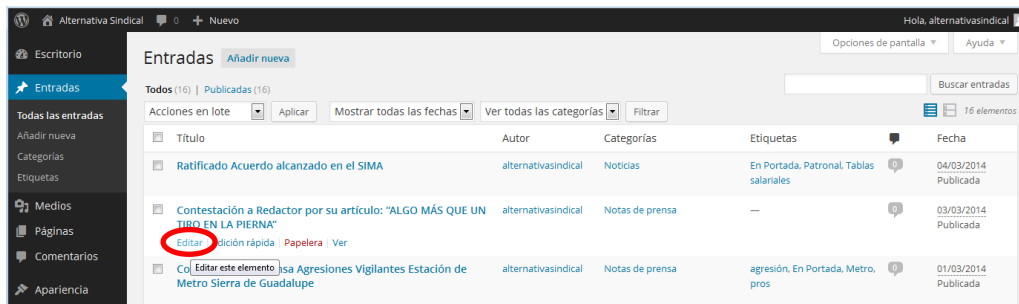 Alternativa Sindical 0 + Nuevo Hola, alternativasindical
Escritorio
Entradas
Todas las entradas
Añadir nueva
Categorías
Etiquetas
Medios
Páginas
Comentarios
Apariencia
Opciones de pantalla Ayuda
Entradas Añadir nueva
Todos (16) | Publicadas (16)
Buscar entradas
Acciones en lote Aplicar Mostrar todas las fechas Ver todas las categorías Filtrar 16 elementos
Título Autor Categorías Etiquetas Fecha
Ratificado Acuerdo alcanzado en el SIMA alternativasindical Noticias En Portada, Patronal, Tablas 0 04/03/2014
salariales Publicada
Contestación a Redactor por su artículo: “ALGO MÁS QUE UN alternativasindical Notas de prensa — 0 03/03/2014
TIRO EN LA PIERNA” Publicada
Editar | dición rápida | Papelera | Ver
Editar este elemento
Co nsa Agresiones Vigilantes Estación de alternativasindical Notas de prensa agresión, En Portada, Metro, 0 01/03/2014
Metro Sierra de Guadalupe pros Publicada